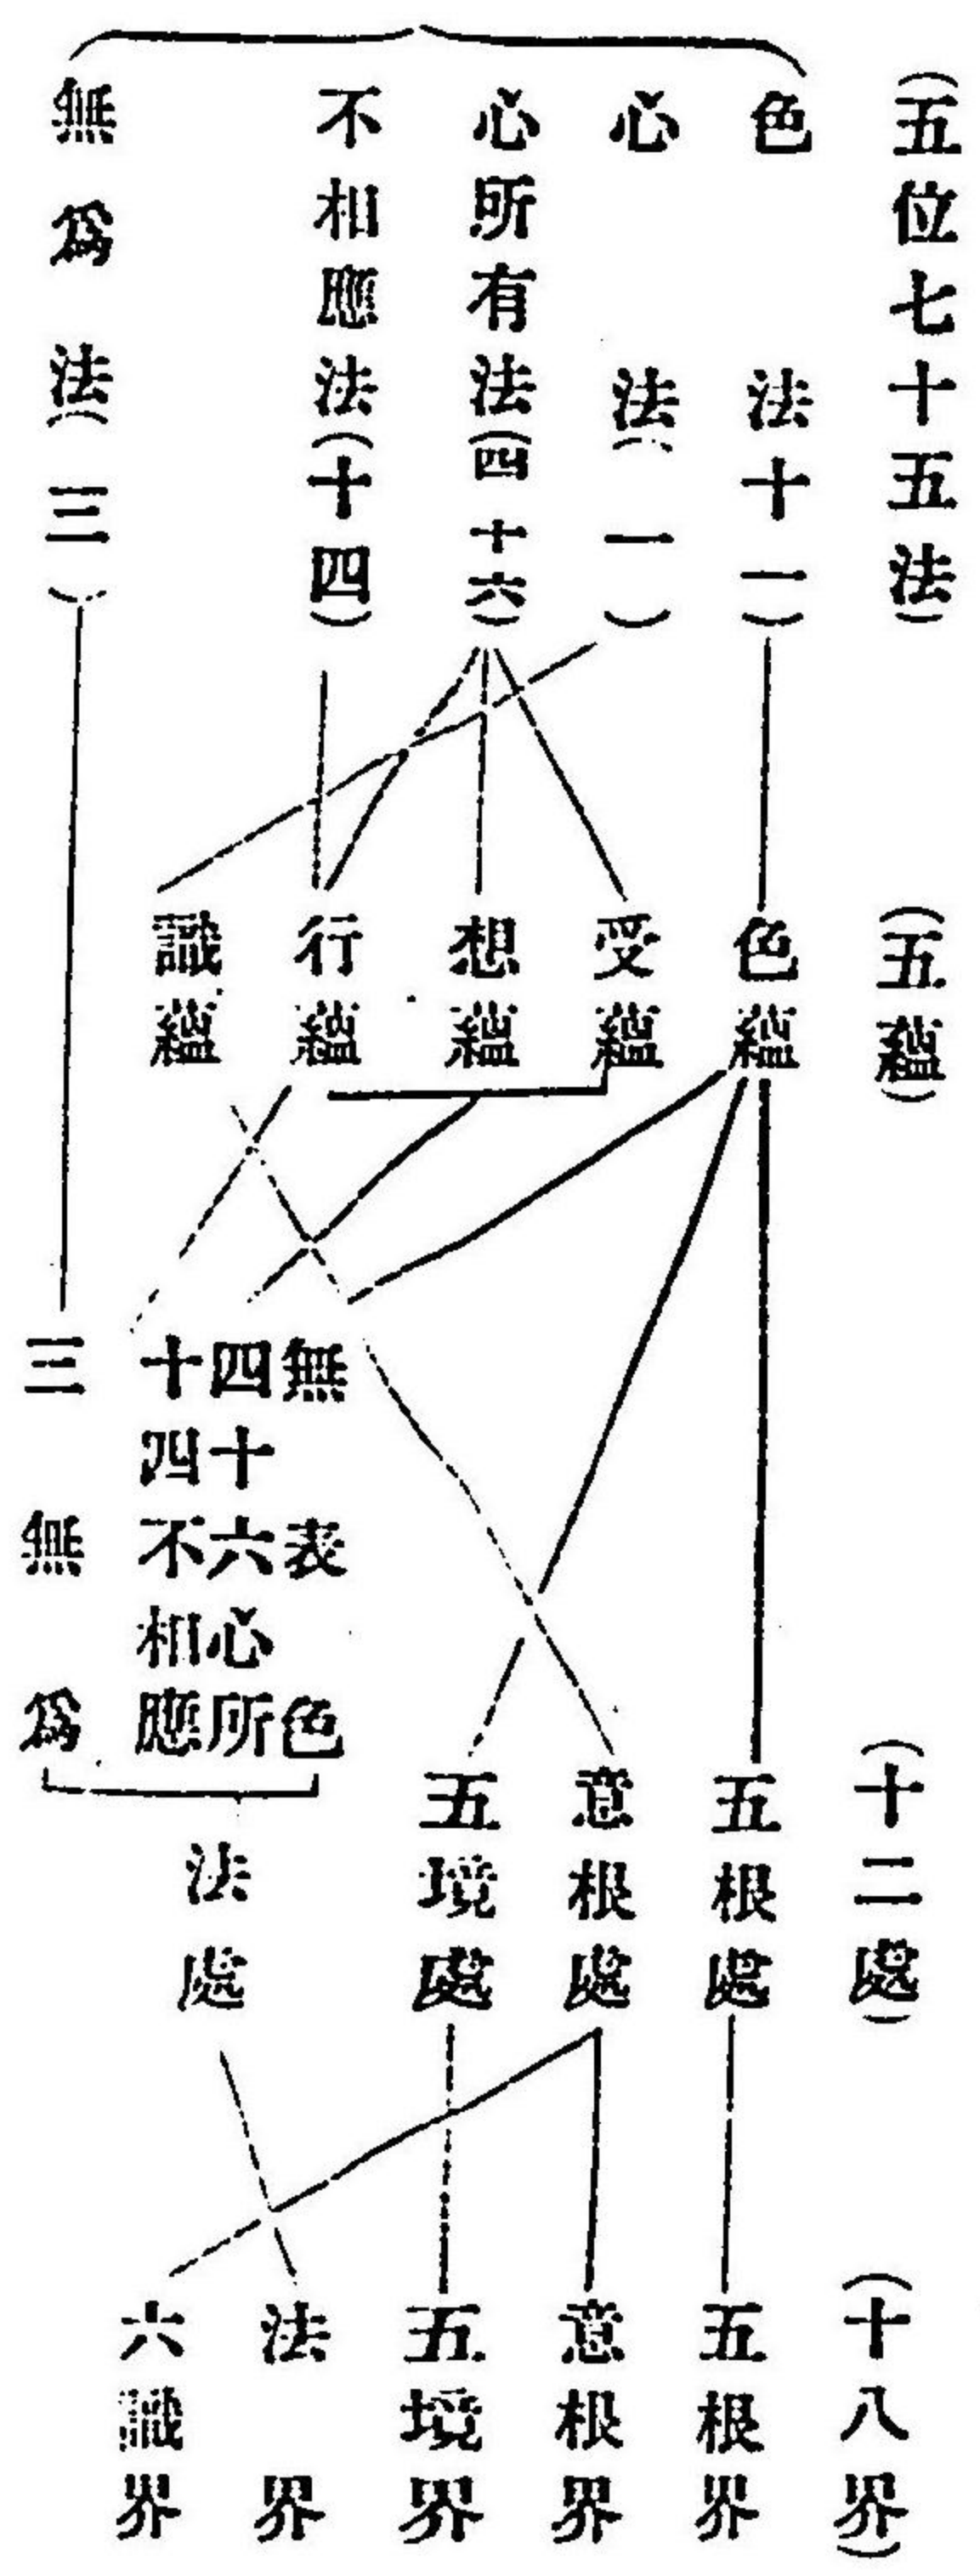 (五位七十五法)
色法十一)
心法(一)
心所有法(四十六)
不相應法(十四)
無爲法(三)
(五蘊)
色蘊
受蘊
想蘊
行蘊
識蘊
無表色
四十六心所
十四不相應
三無爲
(十二處)
五根處
意根處
五境處
法處
(十八界)
五根界
意根界
五境界
法界
六識界